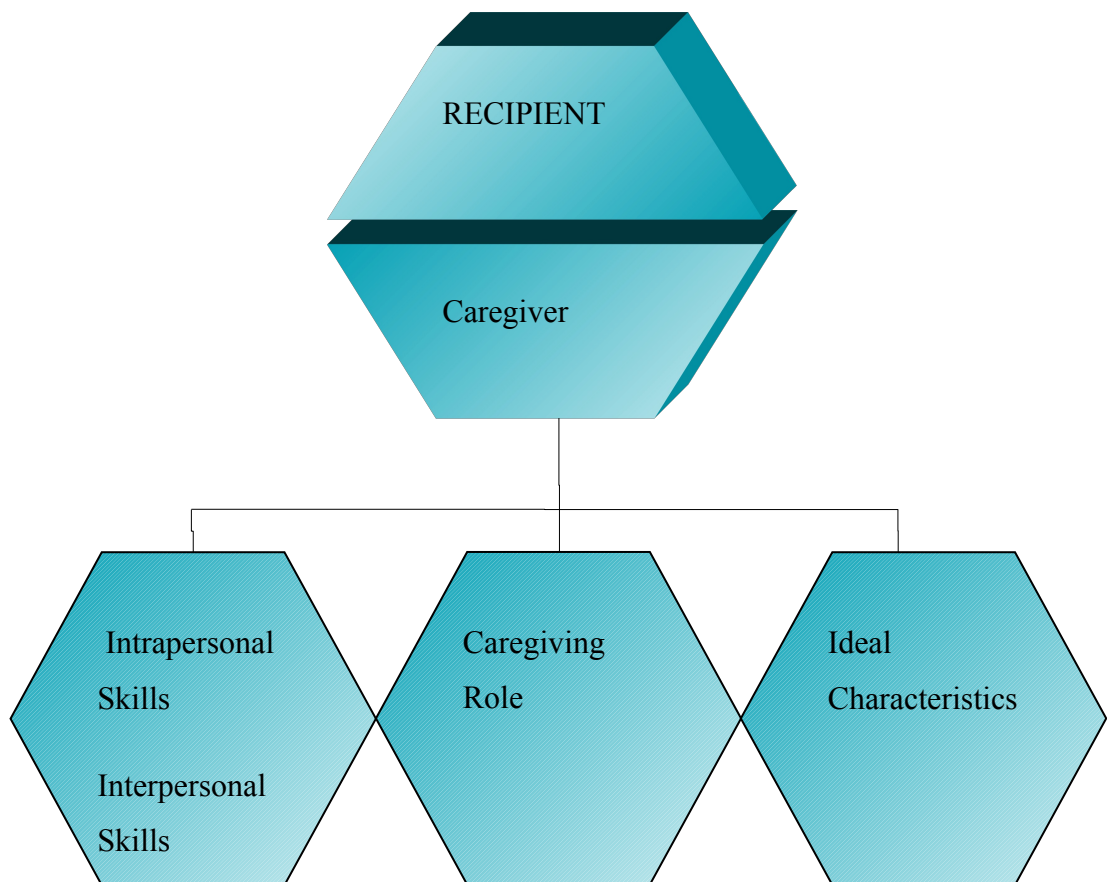 RECIPIENT
Caregiver
Intrapersonal
Skills
Interpersonal
Skills
Caregiving
Role
Ideal
Characteristics